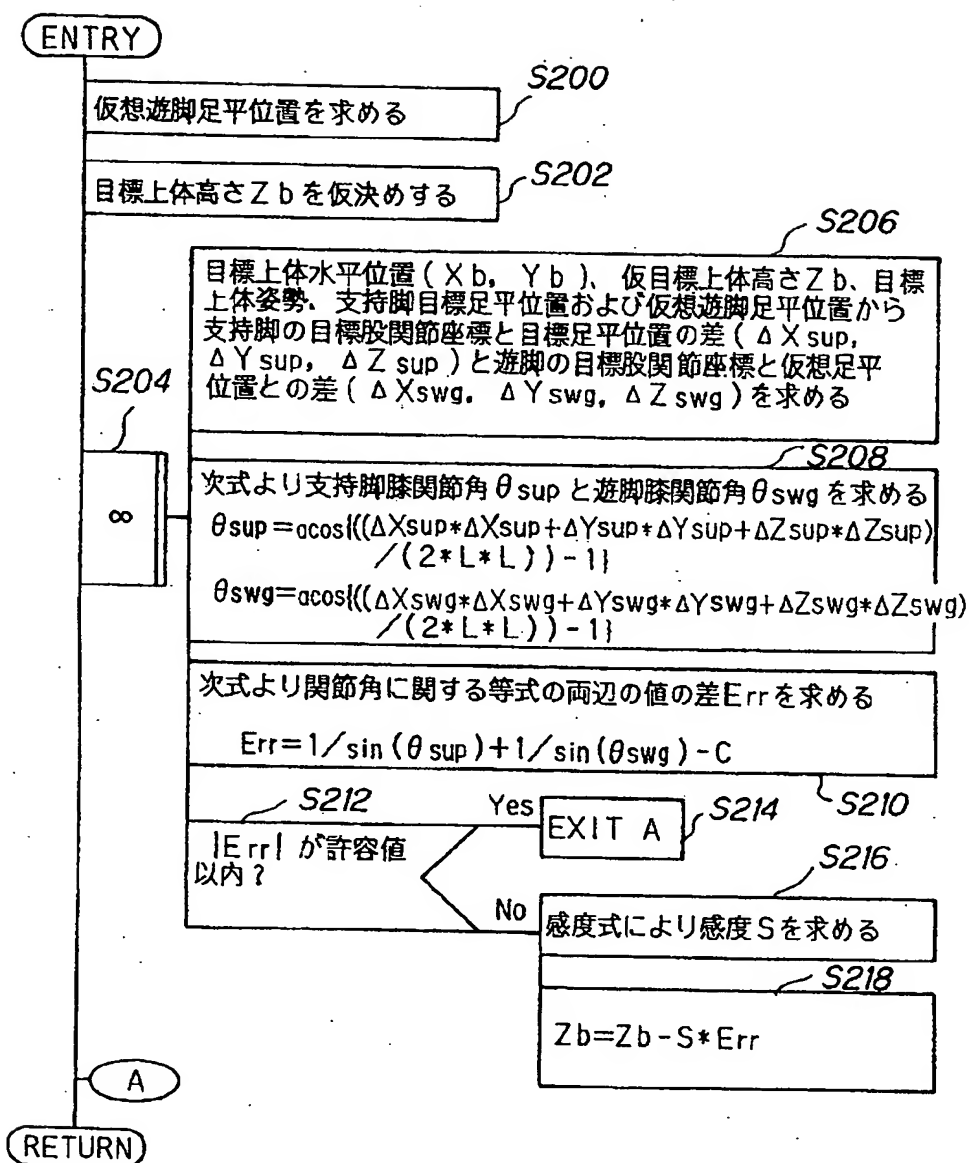 ENTRY
S200
仮想遊脚足平位置を求める
S202
目標上体高さZbを仮決めする
S206
目標上体水平位置(Xb, Yb)、仮目標上体高さZb、目標
上体姿勢、支持脚目標足平位置および仮想遊脚足平位置から
支持脚の目標股関節座標と目標足平位置の差(ΔXsup,
ΔYsup, ΔZsup)と遊脚の目標股関節座標と仮想足平
位置との差(ΔXswg, ΔYswg, ΔZswg)を求める
S204
∞
S208
次式より支持脚膝関節角θsupと遊脚膝関節角θswgを求める
θsup=acos{((ΔXsup*ΔXsup+ΔYsup*ΔYsup+ΔZsup*ΔZsup)
/(2*L*L))-1}
θswg=acos{((ΔXswg*ΔXswg+ΔYswg*ΔYswg+ΔZswg*ΔZswg)
/(2*L*L))-1}
次式より関節角に関する等式の両辺の値の差Errを求める
Err=1/sin(θsup)+1/sin(θswg)-C
S210
S212
|Err|が許容値
以内?
Yes
EXIT A
S214
No
S216
感度式により感度Sを求める
S218
Zb=Zb-S*Err
A
RETURN